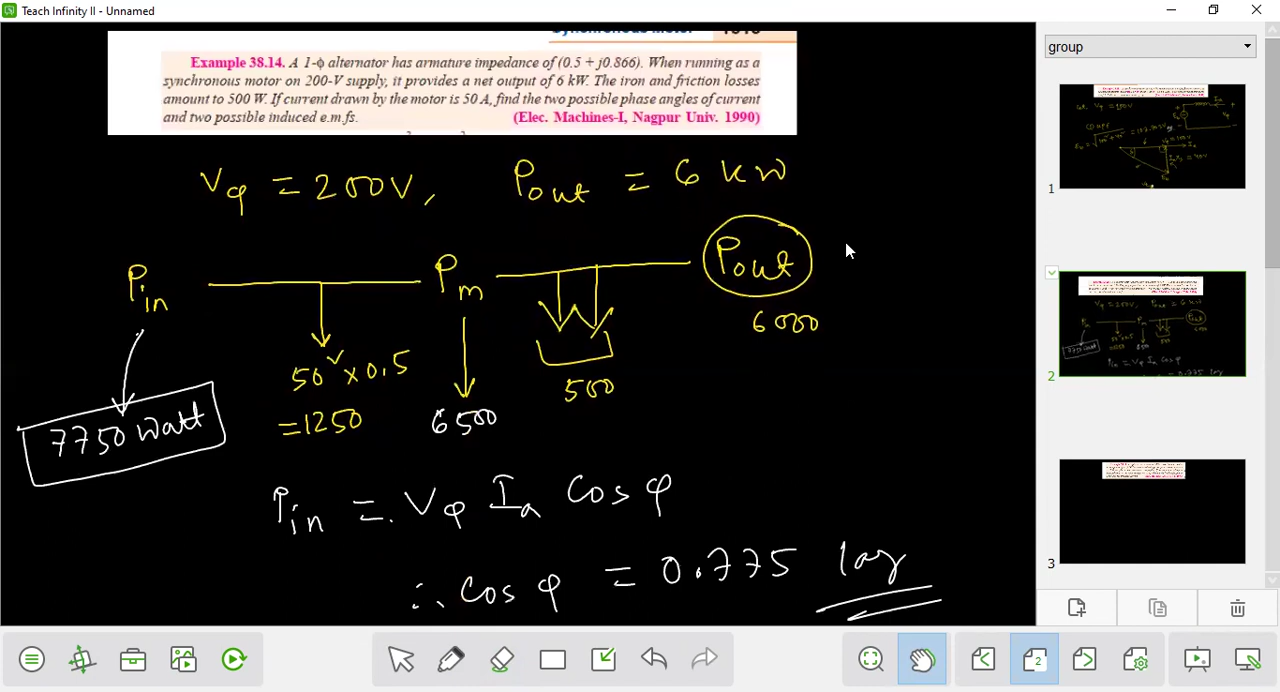 Teach Infinity II - Unnamed
Example 38.14. A 1-ϕ alternator has armature impedance of (0.5 + j0.866). When running as a
synchronous motor on 200-V supply, it provides a net output of 6 kW. The iron and friction losses
amount to 500 W. If current drawn by the motor is 50 A, find the two possible phase angles of current
and two possible induced e.m.fs. (Elec. Machines-I, Nagpur Univ. 1990)
Vφ = 200V, Pout = 6 kW
Pin Pm Pout
50² × 0.5 6000
= 1250 6500 500
7750 watt
Pin = Vφ Ia Cos φ
∴ Cos φ = 0.775 lag
group
1
2
3
2